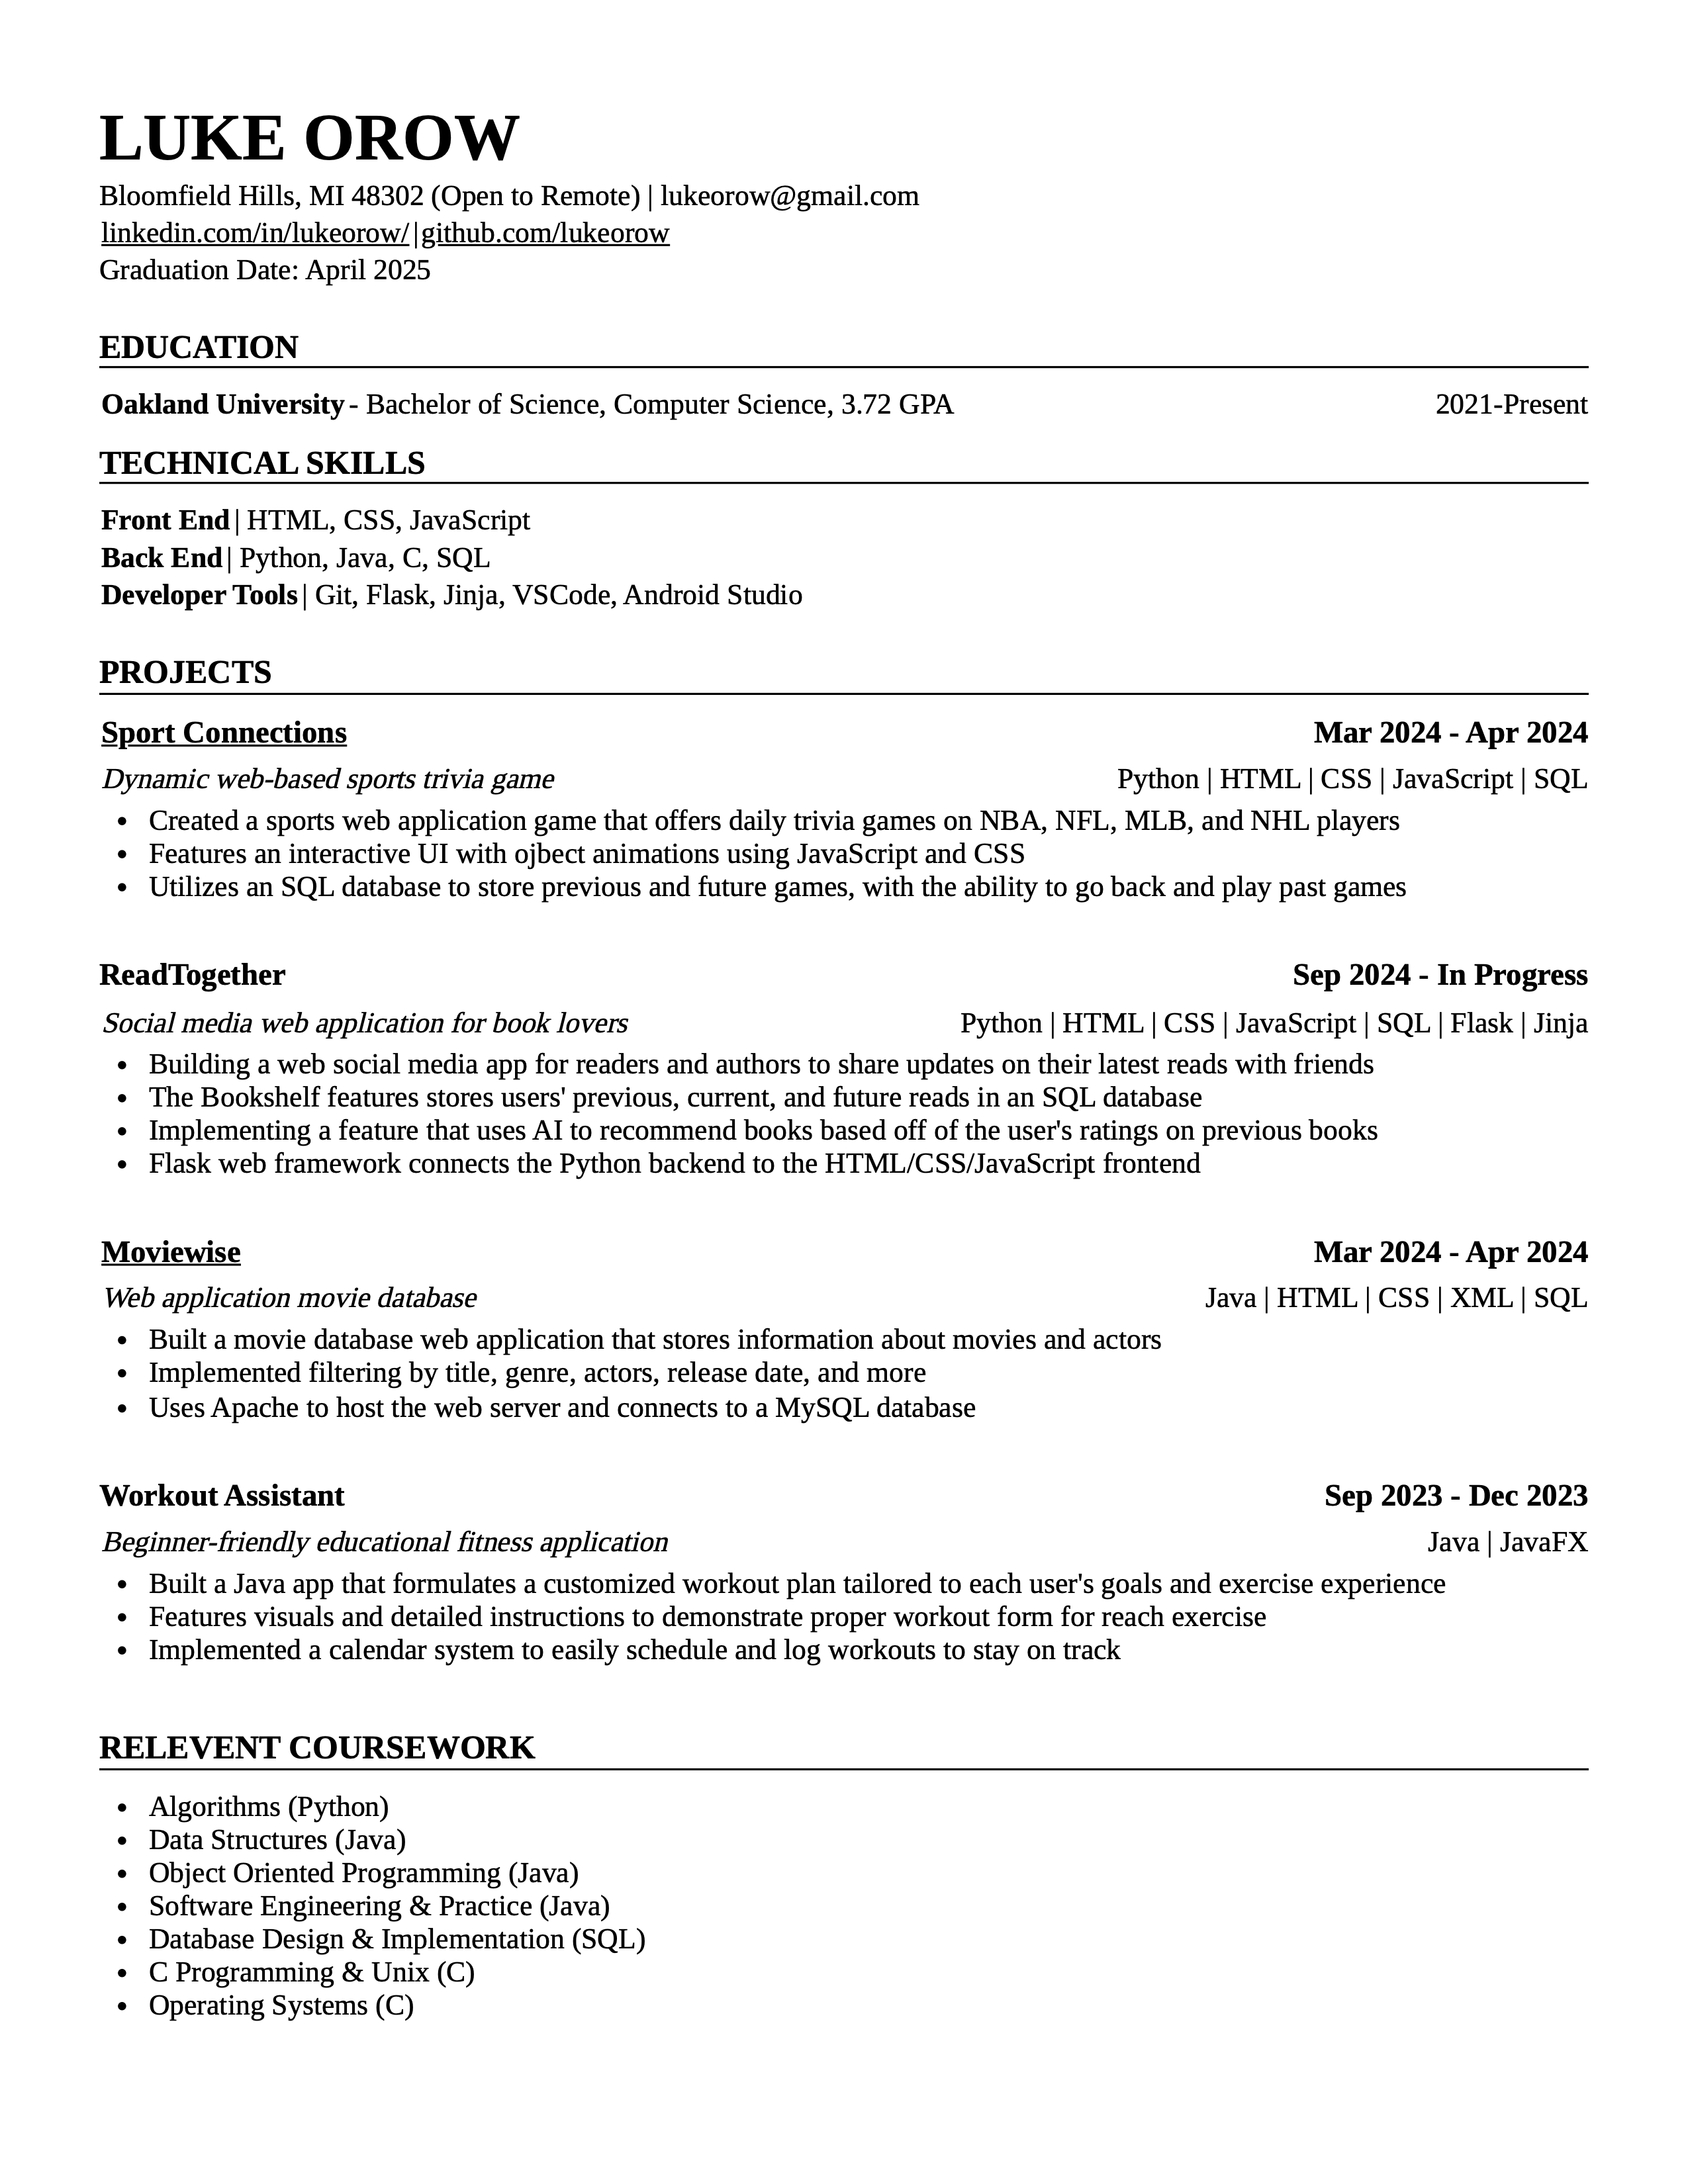 LUKE OROW
Bloomfield Hills, MI 48302 (Open to Remote) | lukeorow@gmail.com
linkedin.com/in/lukeorow/ | github.com/lukeorow
Graduation Date: April 2025
EDUCATION
Oakland University - Bachelor of Science, Computer Science, 3.72 GPA 2021-Present
TECHNICAL SKILLS
Front End | HTML, CSS, JavaScript
Back End | Python, Java, C, SQL
Developer Tools | Git, Flask, Jinja, VSCode, Android Studio
PROJECTS
Sport Connections Mar 2024 - Apr 2024
Dynamic web-based sports trivia game Python | HTML | CSS | JavaScript | SQL
• Created a sports web application game that offers daily trivia games on NBA, NFL, MLB, and NHL players
• Features an interactive UI with ojbect animations using JavaScript and CSS
• Utilizes an SQL database to store previous and future games, with the ability to go back and play past games
ReadTogether Sep 2024 - In Progress
Social media web application for book lovers Python | HTML | CSS | JavaScript | SQL | Flask | Jinja
• Building a web social media app for readers and authors to share updates on their latest reads with friends
• The Bookshelf features stores users' previous, current, and future reads in an SQL database
• Implementing a feature that uses AI to recommend books based off of the user's ratings on previous books
• Flask web framework connects the Python backend to the HTML/CSS/JavaScript frontend
Moviewise Mar 2024 - Apr 2024
Web application movie database Java | HTML | CSS | XML | SQL
• Built a movie database web application that stores information about movies and actors
• Implemented filtering by title, genre, actors, release date, and more
• Uses Apache to host the web server and connects to a MySQL database
Workout Assistant Sep 2023 - Dec 2023
Beginner-friendly educational fitness application Java | JavaFX
• Built a Java app that formulates a customized workout plan tailored to each user's goals and exercise experience
• Features visuals and detailed instructions to demonstrate proper workout form for reach exercise
• Implemented a calendar system to easily schedule and log workouts to stay on track
RELEVENT COURSEWORK
• Algorithms (Python)
• Data Structures (Java)
• Object Oriented Programming (Java)
• Software Engineering & Practice (Java)
• Database Design & Implementation (SQL)
• C Programming & Unix (C)
• Operating Systems (C)